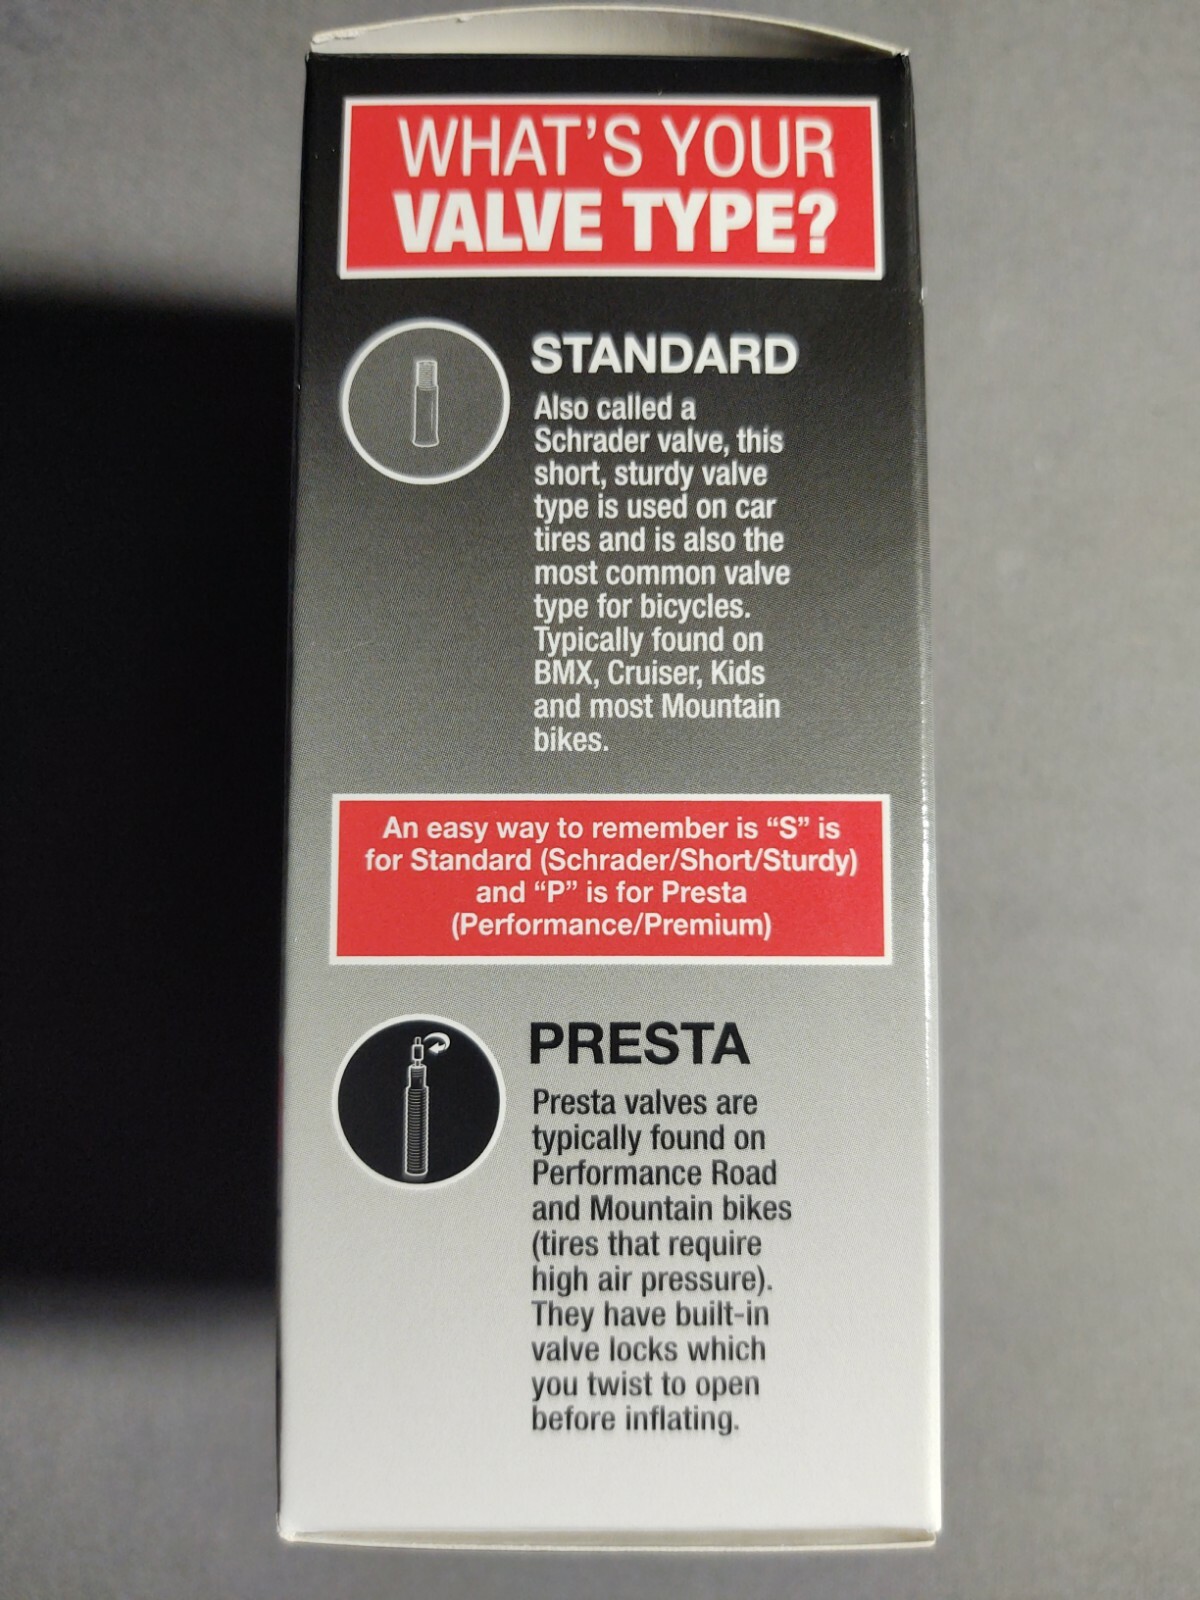 WHAT'S YOUR
VALVE TYPE?
STANDARD
Also called a
Schrader valve, this
short, sturdy valve
type is used on car
tires and is also the
most common valve
type for bicycles.
Typically found on
BMX, Cruiser, Kids
and most Mountain
bikes.
An easy way to remember is “S” is
for Standard (Schrader/Short/Sturdy)
and “P” is for Presta
(Performance/Premium)
PRESTA
Presta valves are
typically found on
Performance Road
and Mountain bikes
(tires that require
high air pressure).
They have built-in
valve locks which
you twist to open
before inflating.